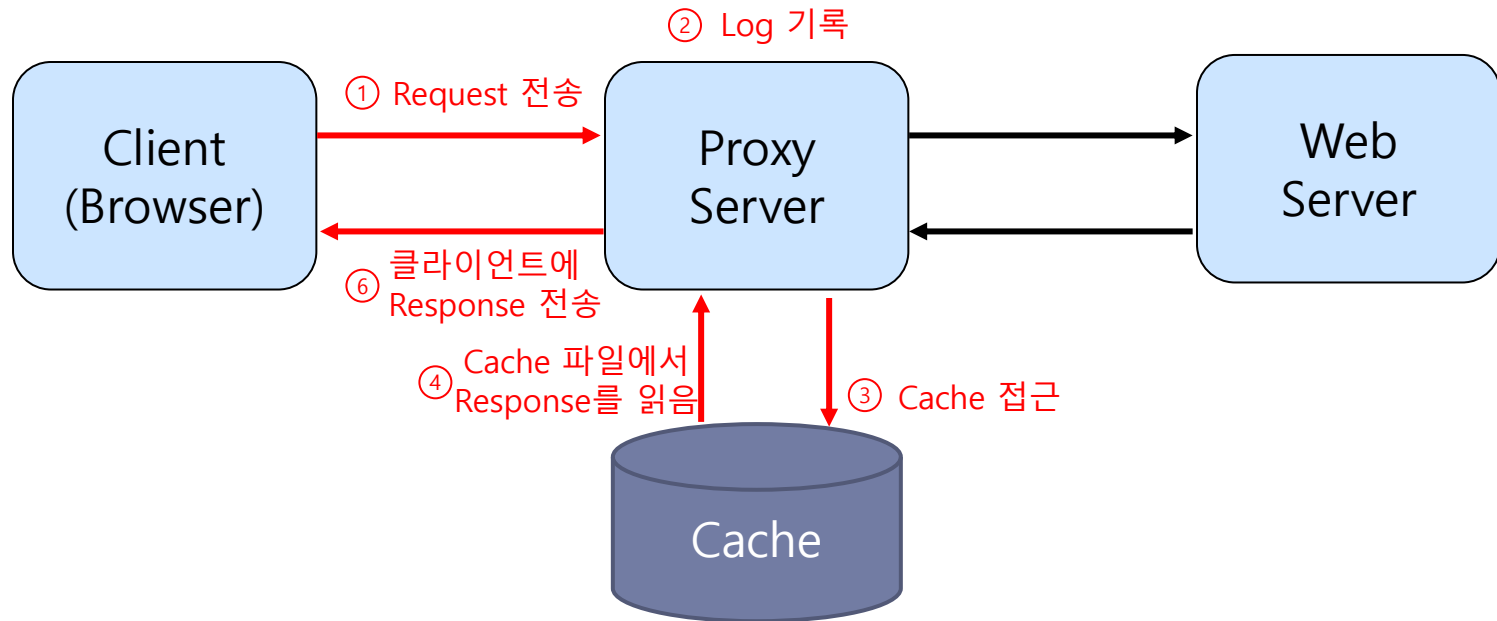 ② Log 기록
① Request 전송
Client
(Browser)
Proxy
Server
Web
Server
⑥ 클라이언트에
Response 전송
④ Cache 파일에서
Response를 읽음
③ Cache 접근
Cache